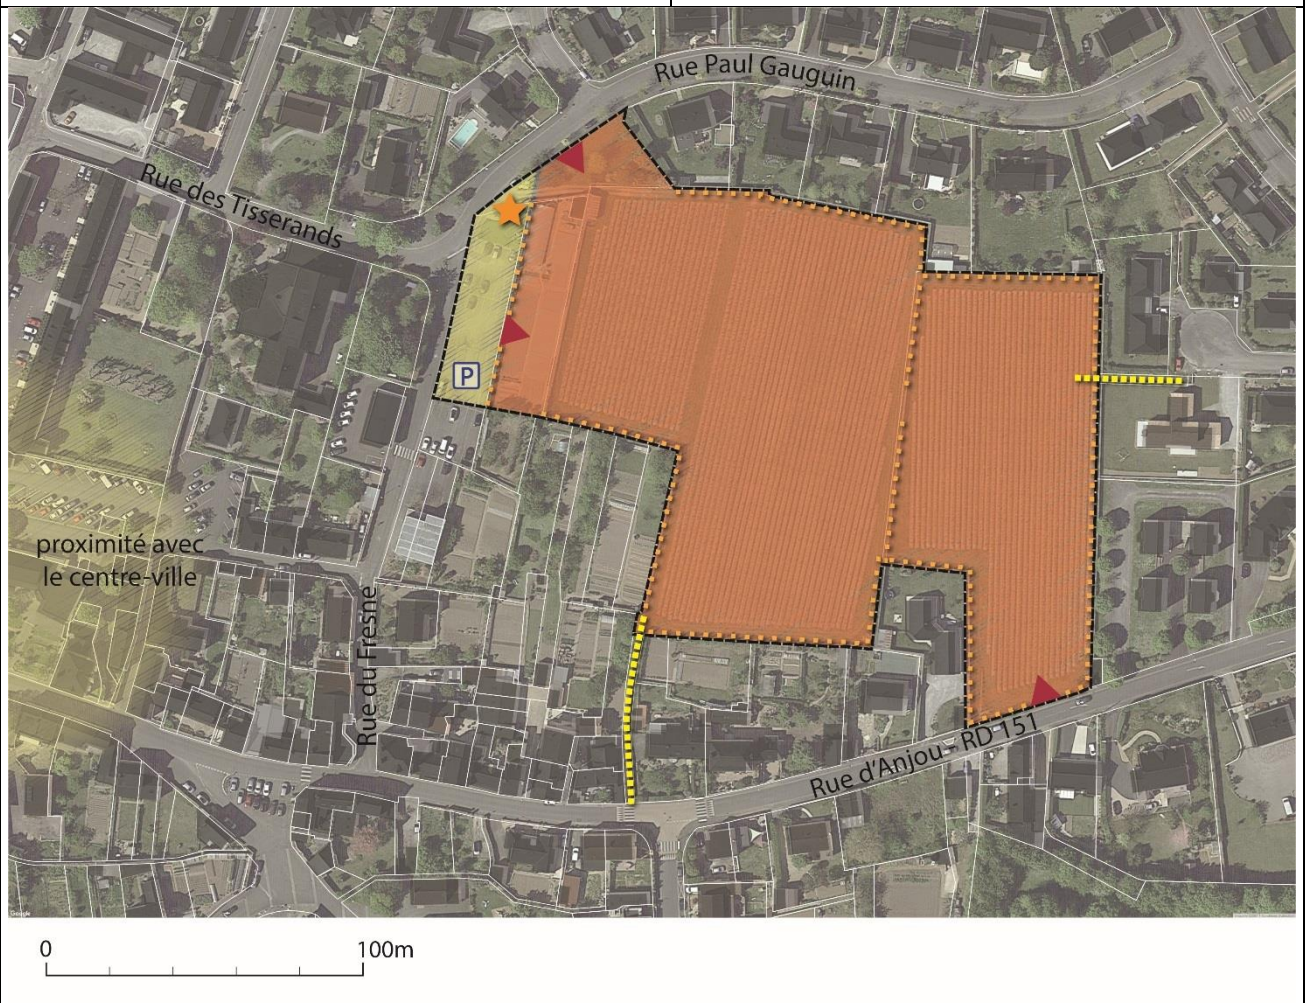 Rue Paul Gauguin
Rue des Tisserands
P
proximité avec
le centre-ville
Rue du Fresne
Rue d'Anjou - RD 151
Google
0 100m